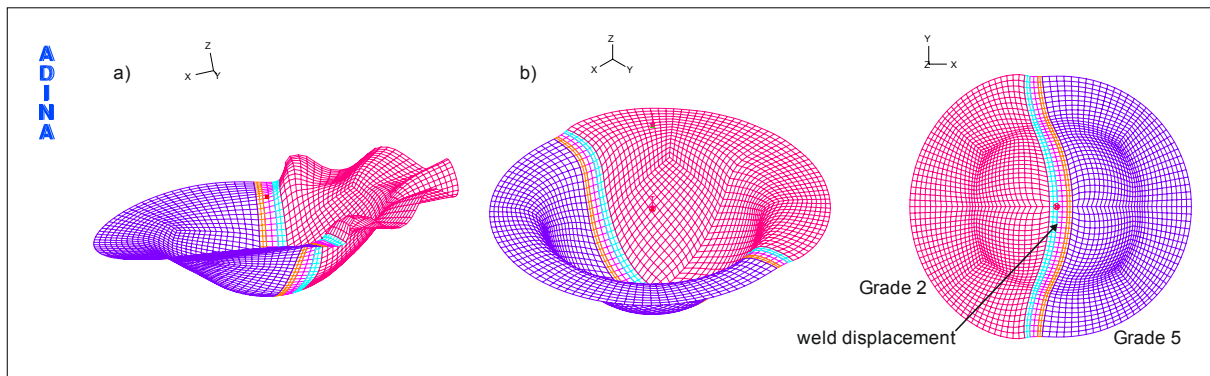 ADINA
a)
Z
X
Y
b)
Z
X
Y
Y
Z
X
Grade 2
weld displacement
Grade 5